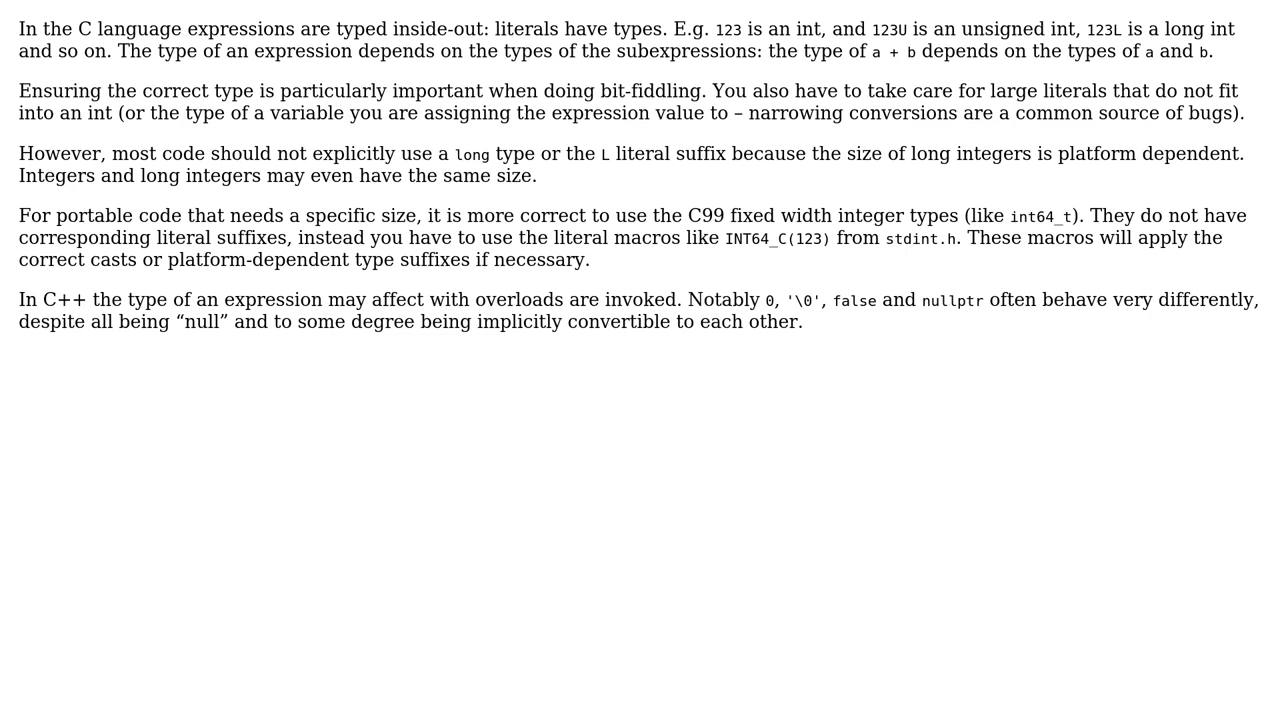 In the C language expressions are typed inside-out: literals have types. E.g. 123 is an int, and 123U is an unsigned int, 123L is a long int
and so on. The type of an expression depends on the types of the subexpressions: the type of a + b depends on the types of a and b.
Ensuring the correct type is particularly important when doing bit-fiddling. You also have to take care for large literals that do not fit
into an int (or the type of a variable you are assigning the expression value to – narrowing conversions are a common source of bugs).
However, most code should not explicitly use a long type or the L literal suffix because the size of long integers is platform dependent.
Integers and long integers may even have the same size.
For portable code that needs a specific size, it is more correct to use the C99 fixed width integer types (like int64_t). They do not have
corresponding literal suffixes, instead you have to use the literal macros like INT64_C(123) from stdint.h. These macros will apply the
correct casts or platform-dependent type suffixes if necessary.
In C++ the type of an expression may affect with overloads are invoked. Notably 0, '\0', false and nullptr often behave very differently,
despite all being “null” and to some degree being implicitly convertible to each other.